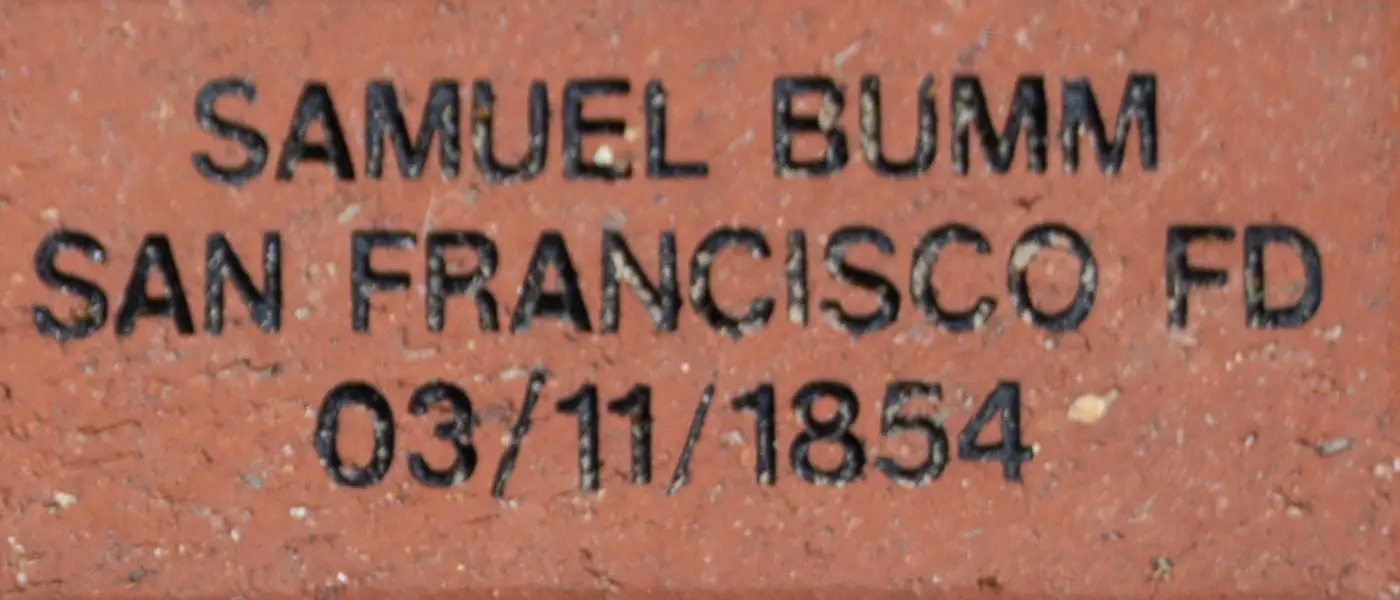 SAMUEL BUMM
SAN FRANCISCO FD
03/11/1854